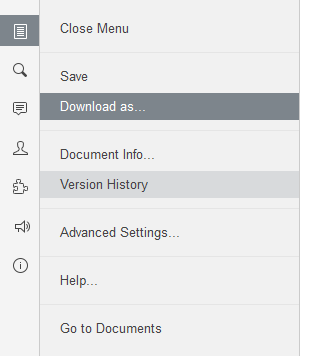 Close Menu
Save
Download as...
Document Info...
Version History
Advanced Settings...
Help...
Go to Documents